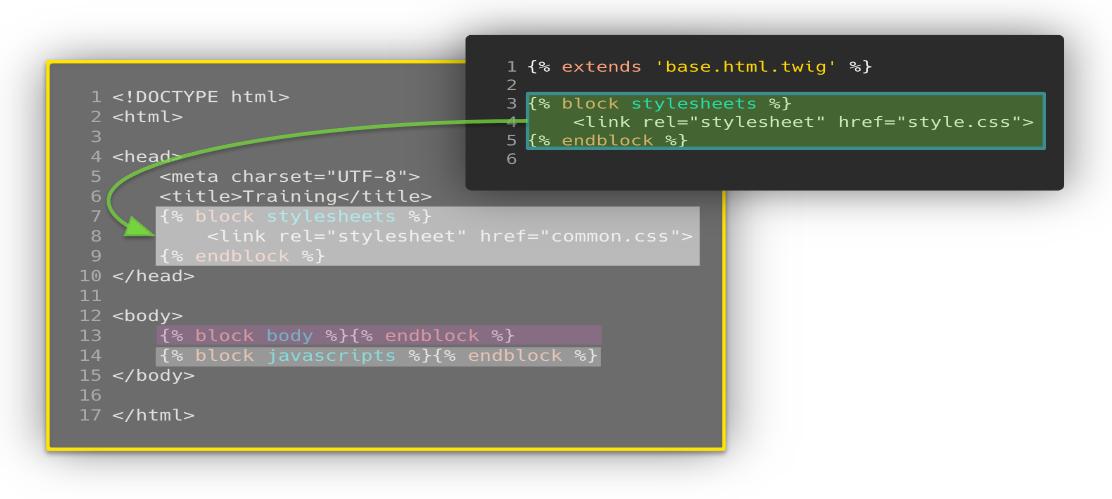 1 <!DOCTYPE html>
2 <html>
3
4 <head>
5 <meta charset="UTF-8">
6 <title>Training</title>
7 {% block stylesheets %}
8 <link rel="stylesheet" href="common.css">
9 {% endblock %}
10 </head>
11
12 <body>
13 {% block body %}{% endblock %}
14 {% block javascripts %}{% endblock %}
15 </body>
16
17 </html>
1 {% extends 'base.html.twig' %}
2
3 {% block stylesheets %}
4 <link rel="stylesheet" href="style.css">
5 {% endblock %}
6